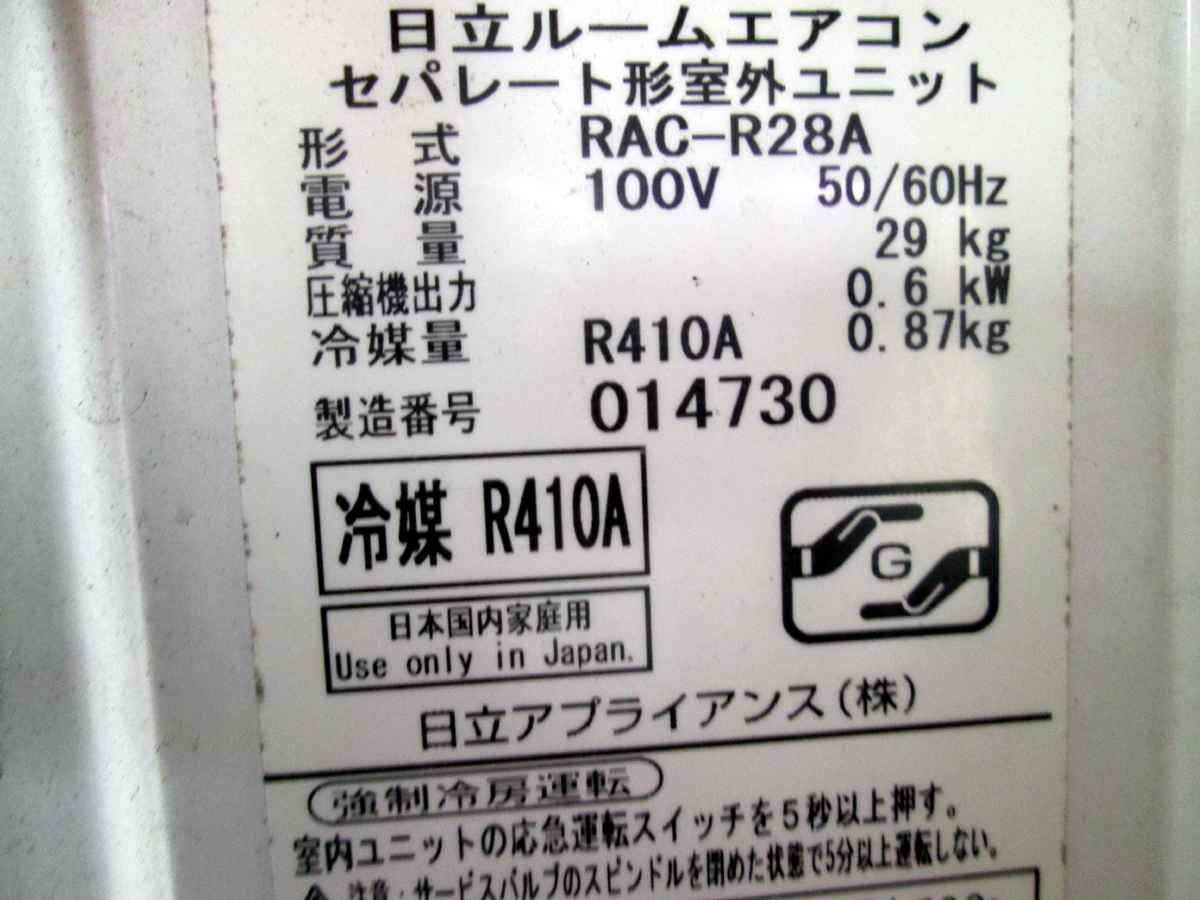 日立ルームエアコン
セパレート形室外ユニット
形 式 RAC-R28A
電 源 100V 50/60Hz
質 量 29 kg
圧縮機出力 0.6 kW
冷媒量 R410A 0.87kg
製造番号 014730
冷媒 R410A
G
日本国内家庭用
Use only in Japan.
日立アプライアンス(株)
強制冷房運転
室内ユニットの応急運転スイッチを5秒以上押す。
注意・サービスバルブのスピンドルを閉めた状態で5分以上運転しない。